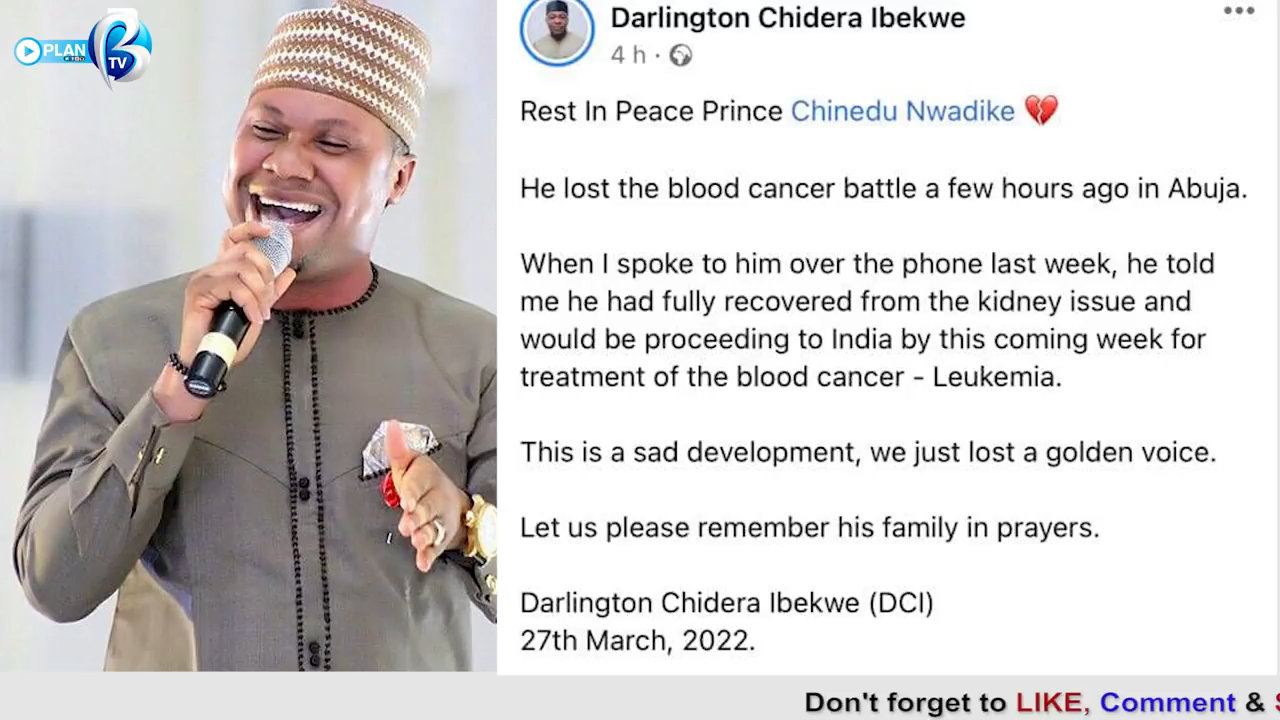 PLAN
B
TV
Darlington Chidera Ibekwe
4 h ·
Rest In Peace Prince Chinedu Nwadike 💔
He lost the blood cancer battle a few hours ago in Abuja.
When I spoke to him over the phone last week, he told
me he had fully recovered from the kidney issue and
would be proceeding to India by this coming week for
treatment of the blood cancer - Leukemia.
This is a sad development, we just lost a golden voice.
Let us please remember his family in prayers.
Darlington Chidera Ibekwe (DCI)
27th March, 2022.
Don't forget to LIKE, Comment &